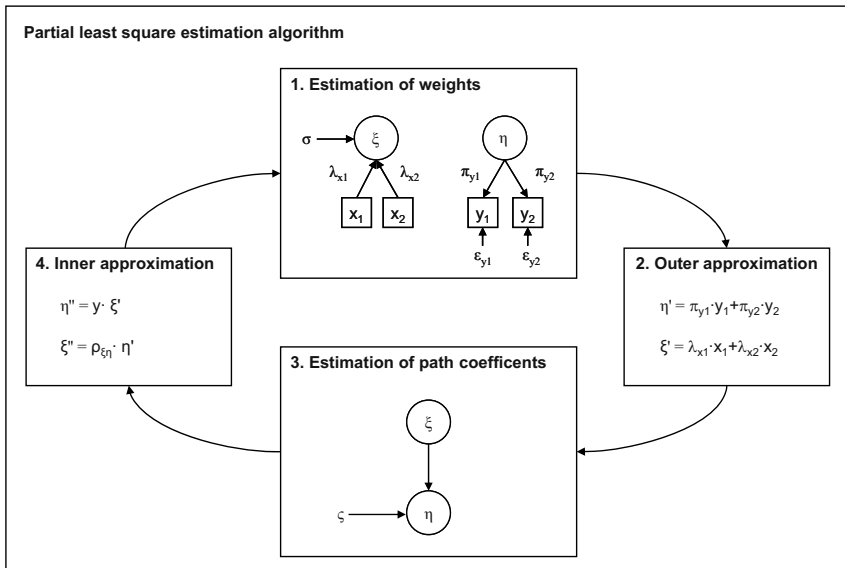 Partial least square estimation algorithm
1. Estimation of weights
σ
ξ
η
λx1
λx2
πy1
πy2
x1
x2
y1
y2
εy1
εy2
4. Inner approximation
η" = y· ξ'
ξ" = ρξη· η'
2. Outer approximation
η' = πy1·y1+πy2·y2
ξ' = λx1·x1+λx2·x2
3. Estimation of path coefficents
ξ
ς
η